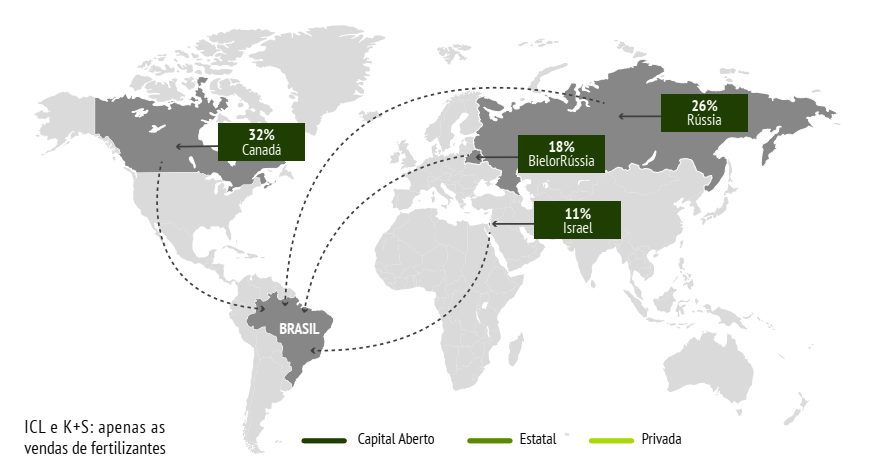 26%
Rússia
32%
Canadá
18%
BielorRússia
11%
Israel
BRASIL
ICL e K+S: apenas as
vendas de fertilizantes
Capital Aberto
Estatal
Privada